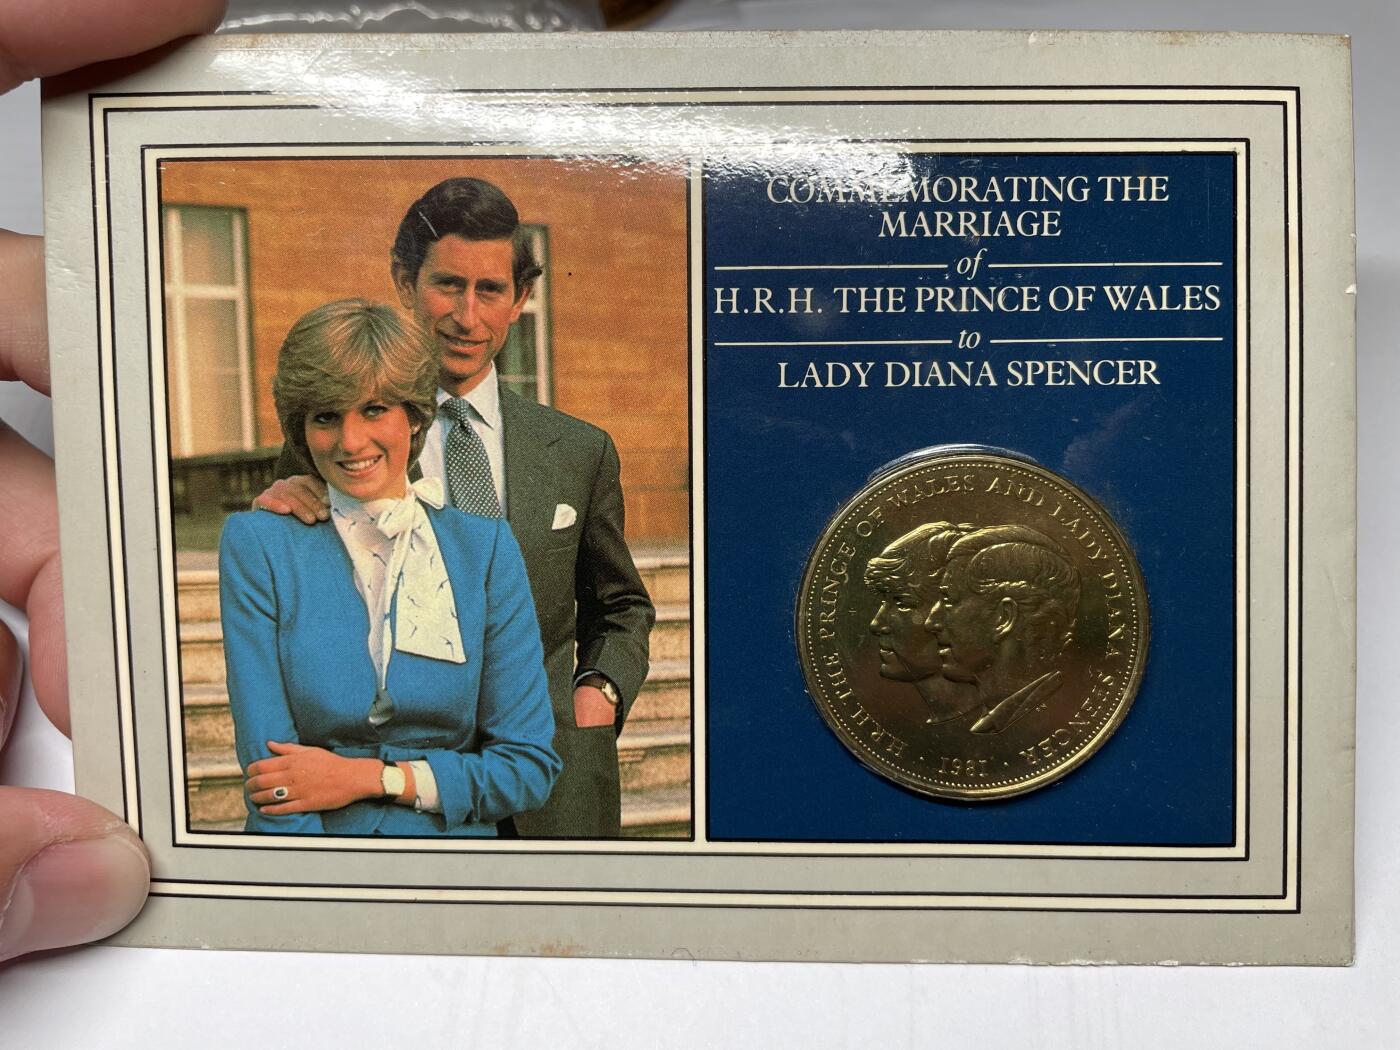 COMMEMORATING THE
MARRIAGE
of
H.R.H. THE PRINCE OF WALES
to
LADY DIANA SPENCER
H.R.H. THE PRINCE OF WALES AND LADY DIANA SPENCER
· 1981 ·